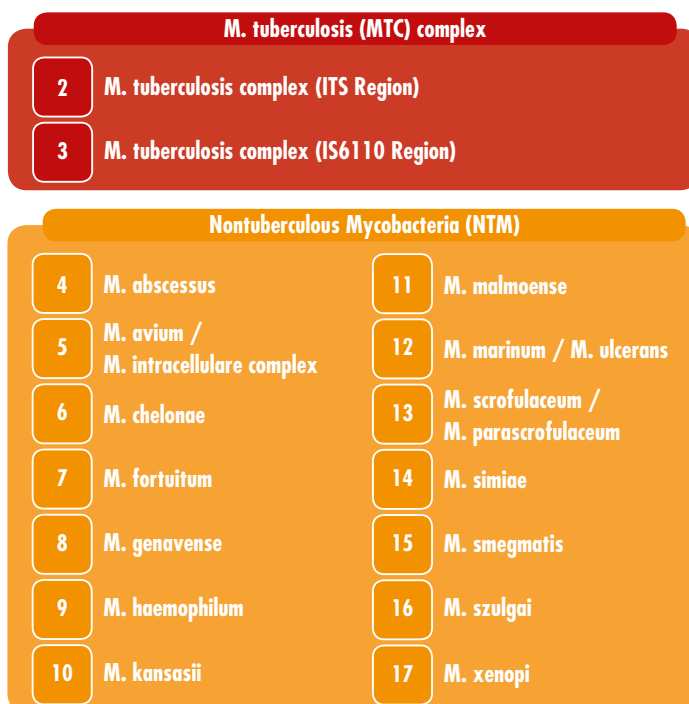 M. tuberculosis (MTC) complex
2 M. tuberculosis complex (ITS Region)
3 M. tuberculosis complex (IS6110 Region)
Nontuberculous Mycobacteria (NTM)
4 M. abscessus
5 M. avium /
M. intracellulare complex
6 M. chelonae
7 M. fortuitum
8 M. genavense
9 M. haemophilum
10 M. kansasii
11 M. malmoense
12 M. marinum / M. ulcerans
13 M. scrofulaceum /
M. parascrofulaceum
14 M. simiae
15 M. smegmatis
16 M. szulgai
17 M. xenopi